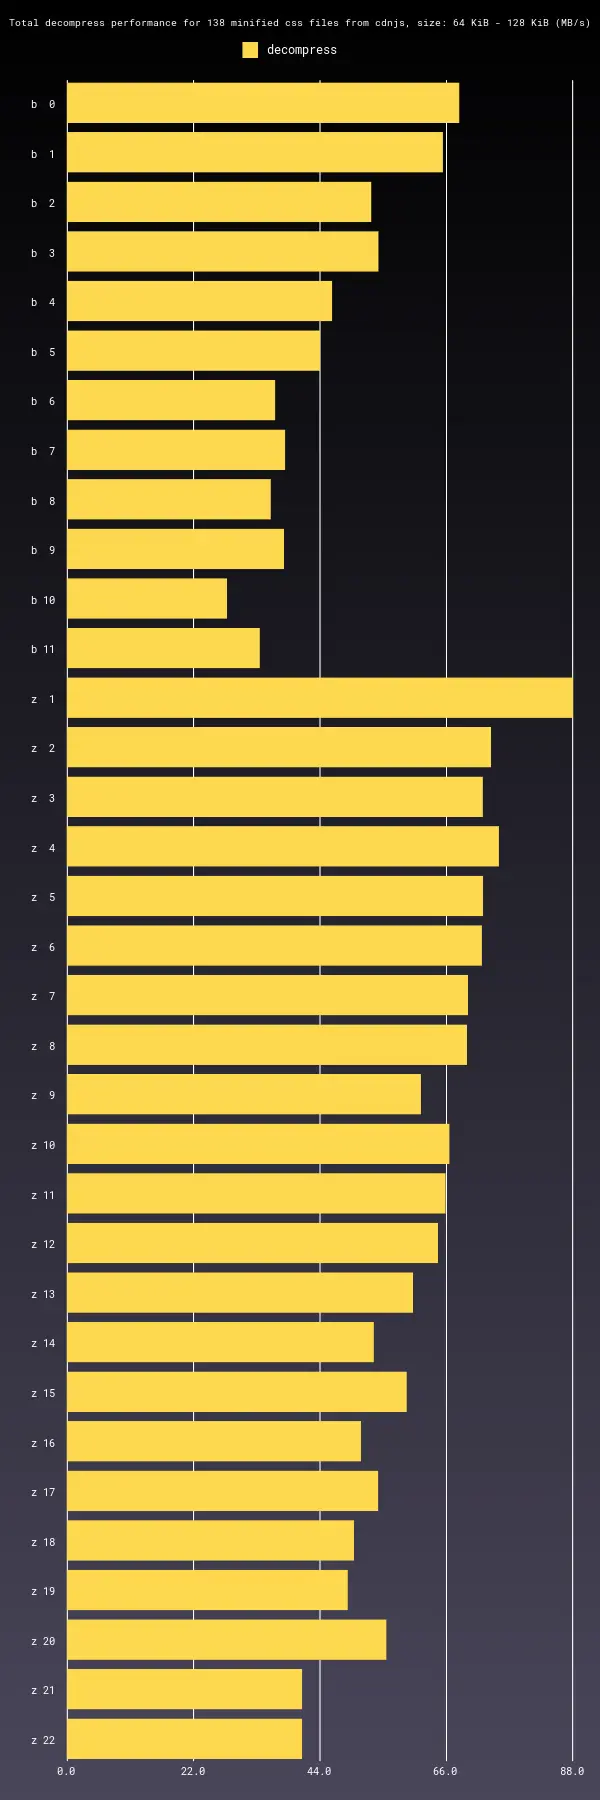 Total decompress performance for 138 minified css files from cdnjs, size: 64 KiB - 128 KiB (MB/s)
decompress
b 0
b 1
b 2
b 3
b 4
b 5
b 6
b 7
b 8
b 9
b 10
b 11
z 1
z 2
z 3
z 4
z 5
z 6
z 7
z 8
z 9
z 10
z 11
z 12
z 13
z 14
z 15
z 16
z 17
z 18
z 19
z 20
z 21
z 22
0.0 22.0 44.0 66.0 88.0